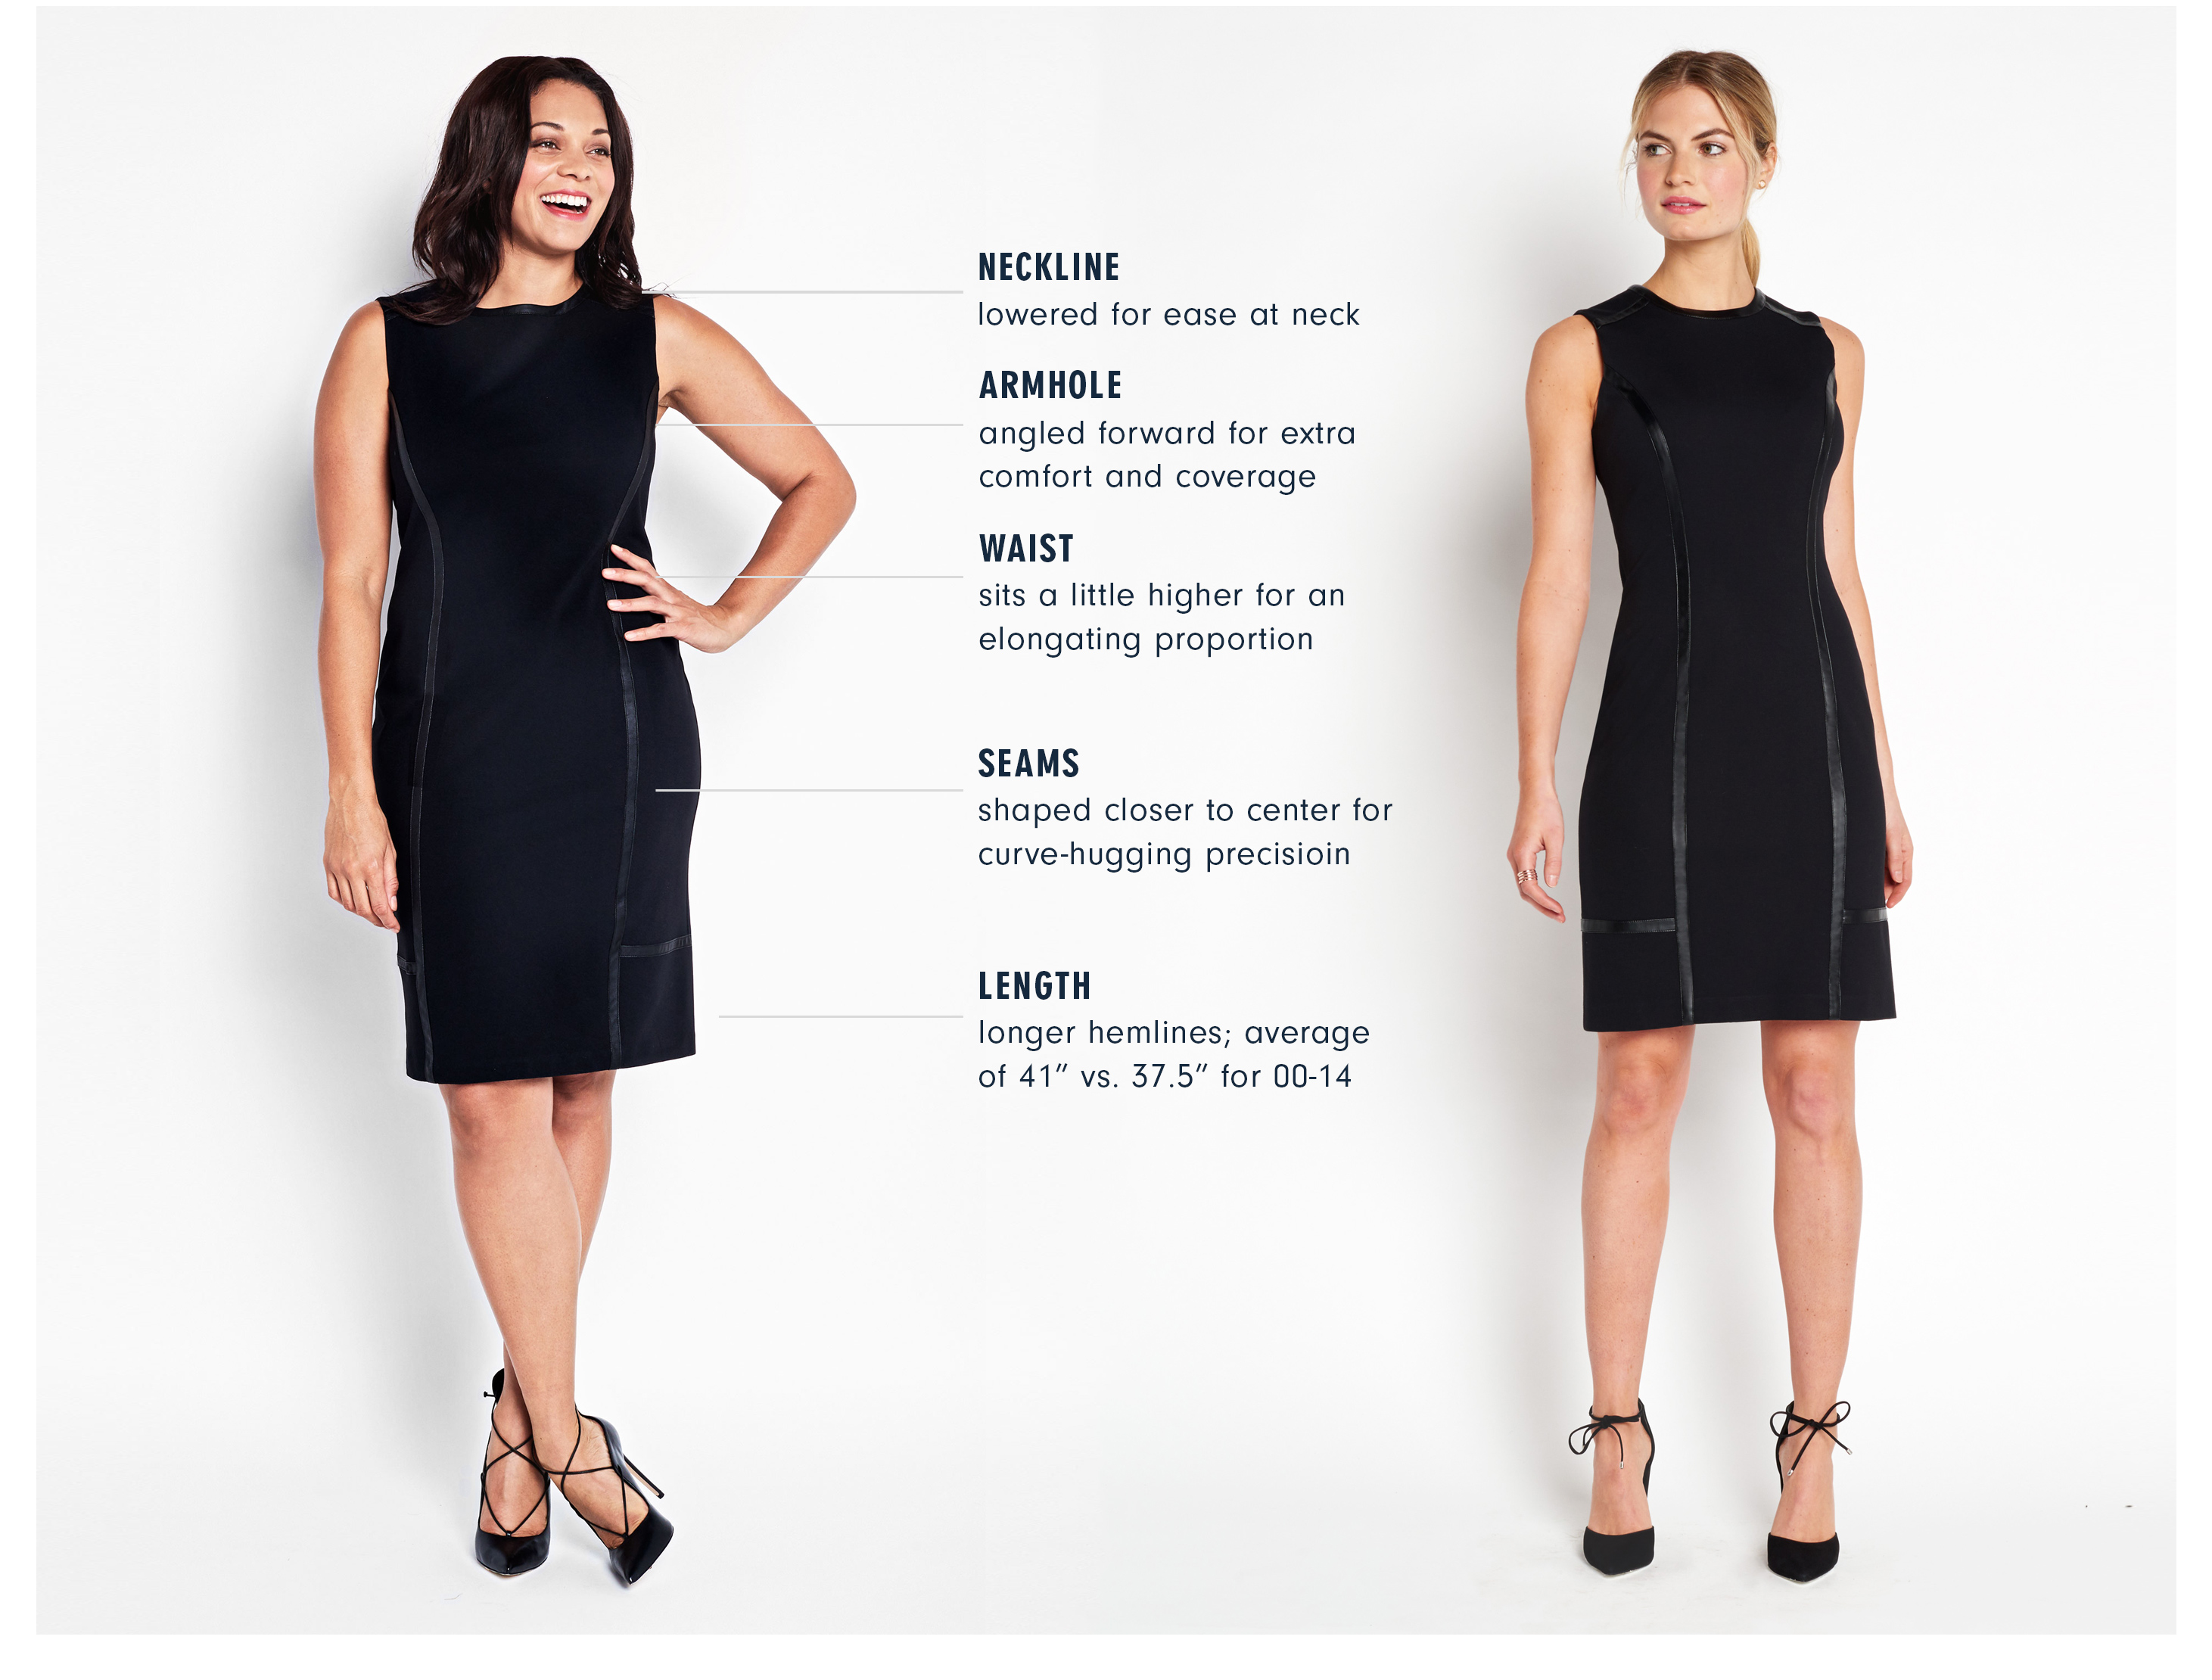 NECKLINE
lowered for ease at neck
ARMHOLE
angled forward for extra
comfort and coverage
WAIST
sits a little higher for an
elongating proportion
SEAMS
shaped closer to center for
curve-hugging precisioin
LENGTH
longer hemlines; average
of 41” vs. 37.5” for 00-14